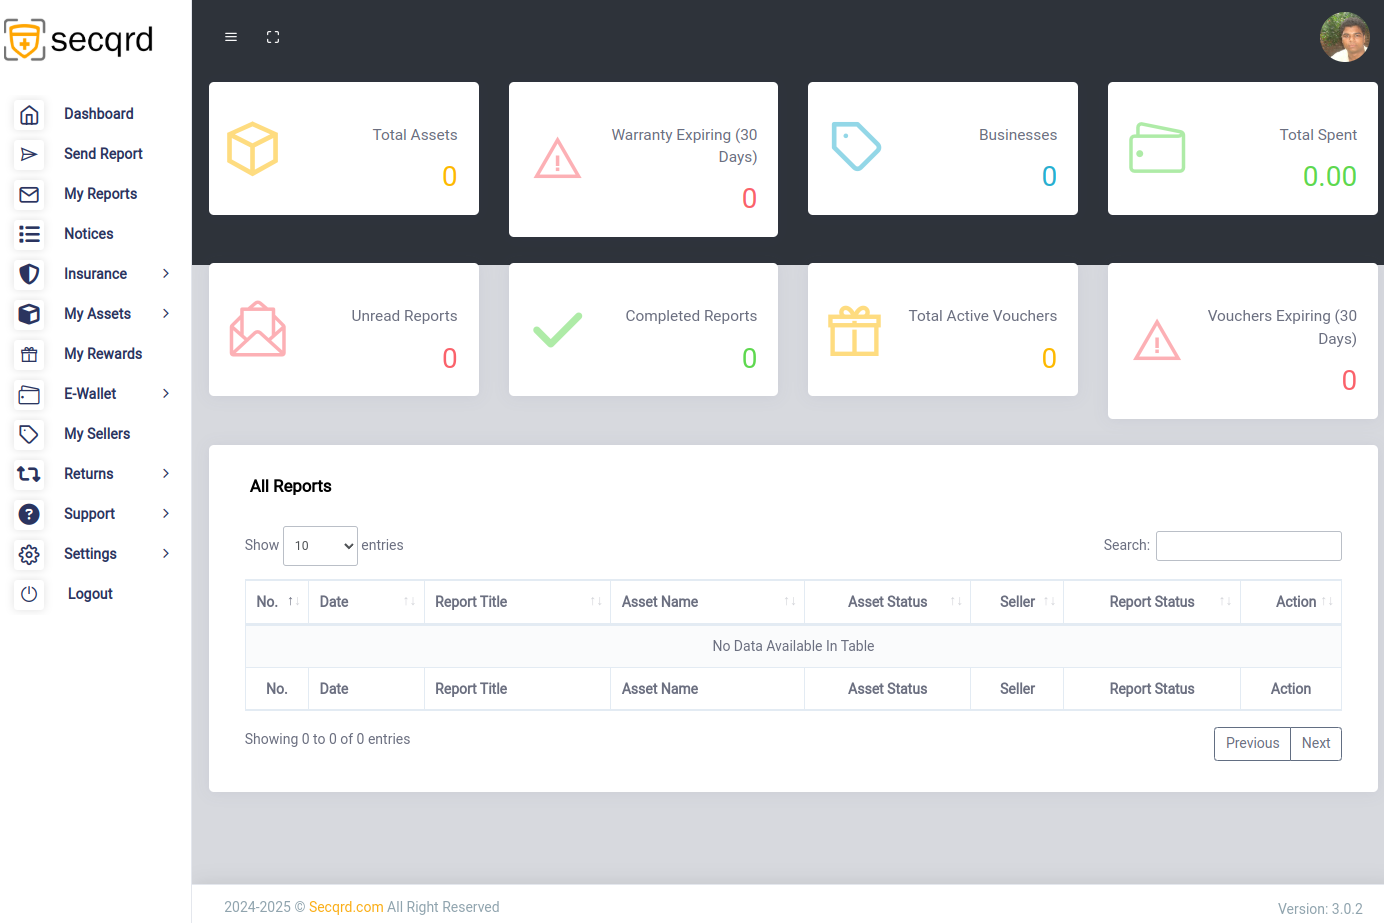 secqrd
Dashboard
Send Report
My Reports
Notices
Insurance
My Assets
My Rewards
E-Wallet
My Sellers
Returns
Support
Settings
Logout
Total Assets
0
Warranty Expiring (30
Days)
0
Businesses
0
Total Spent
0.00
Unread Reports
0
Completed Reports
0
Total Active Vouchers
0
Vouchers Expiring (30
Days)
0
All Reports
Show 10 entries
Search:
No. Date Report Title Asset Name Asset Status Seller Report Status Action
No Data Available In Table
No. Date Report Title Asset Name Asset Status Seller Report Status Action
Showing 0 to 0 of 0 entries
Previous Next
2024-2025 © Secqrd.com All Right Reserved
Version: 3.0.2